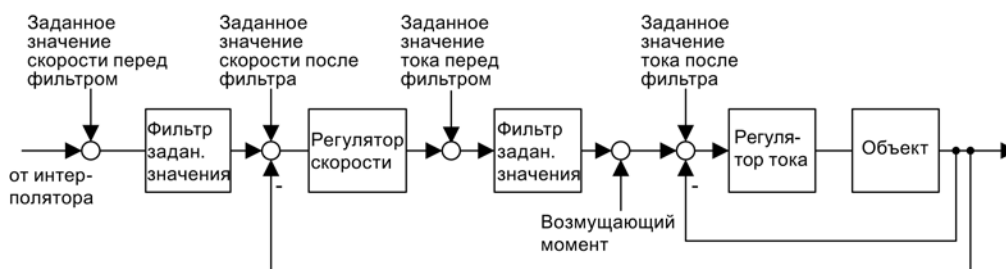 Заданное
значение
скорости перед
фильтром
Заданное
значение
скорости после
фильтра
Заданное
значение
тока перед
фильтром
Заданное
значение
тока после
фильтра
от интер-
полятора
Фильтр
задан.
значения
-
Регулятор
скорости
Фильтр
задан.
значения
Возмущающий
момент
-
Регуля-
тор тока
Объект